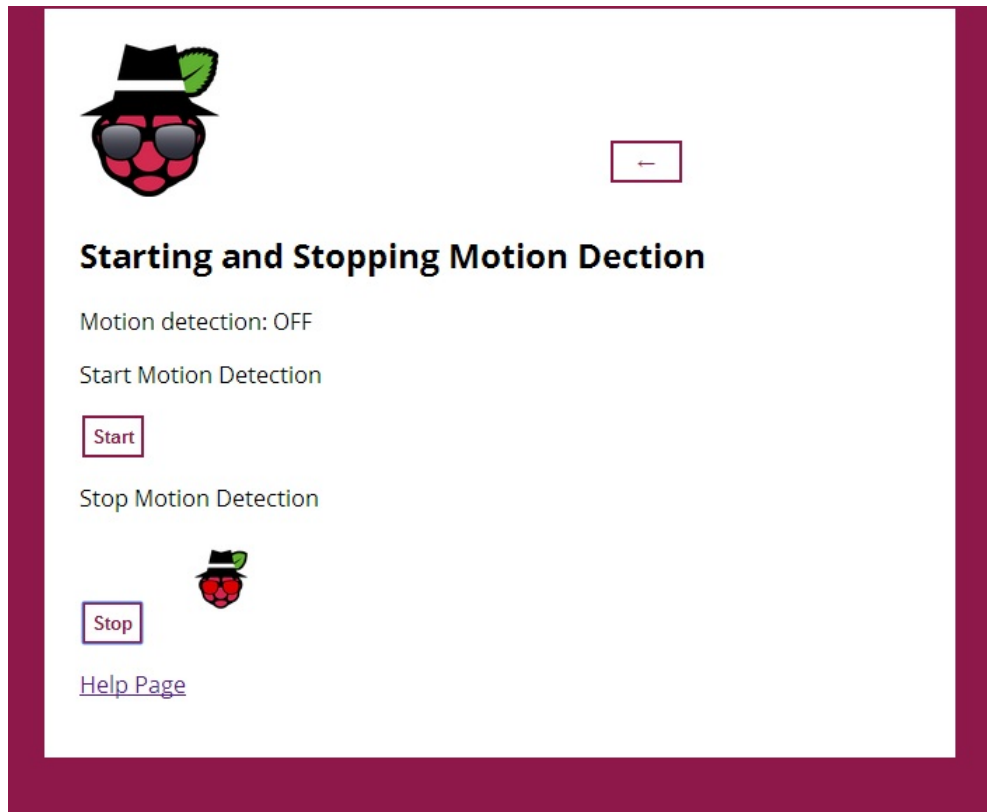 ←
Starting and Stopping Motion Dection
Motion detection: OFF
Start Motion Detection
Start
Stop Motion Detection
Stop
Help Page